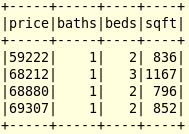 +-----+-----+----+----+
|price|baths|beds|sqft|
+-----+-----+----+----+
|59222|    1|   2| 836|
|68212|    1|   3|1167|
|68880|    1|   2| 796|
|69307|    1|   2| 852|
+-----+-----+----+----+